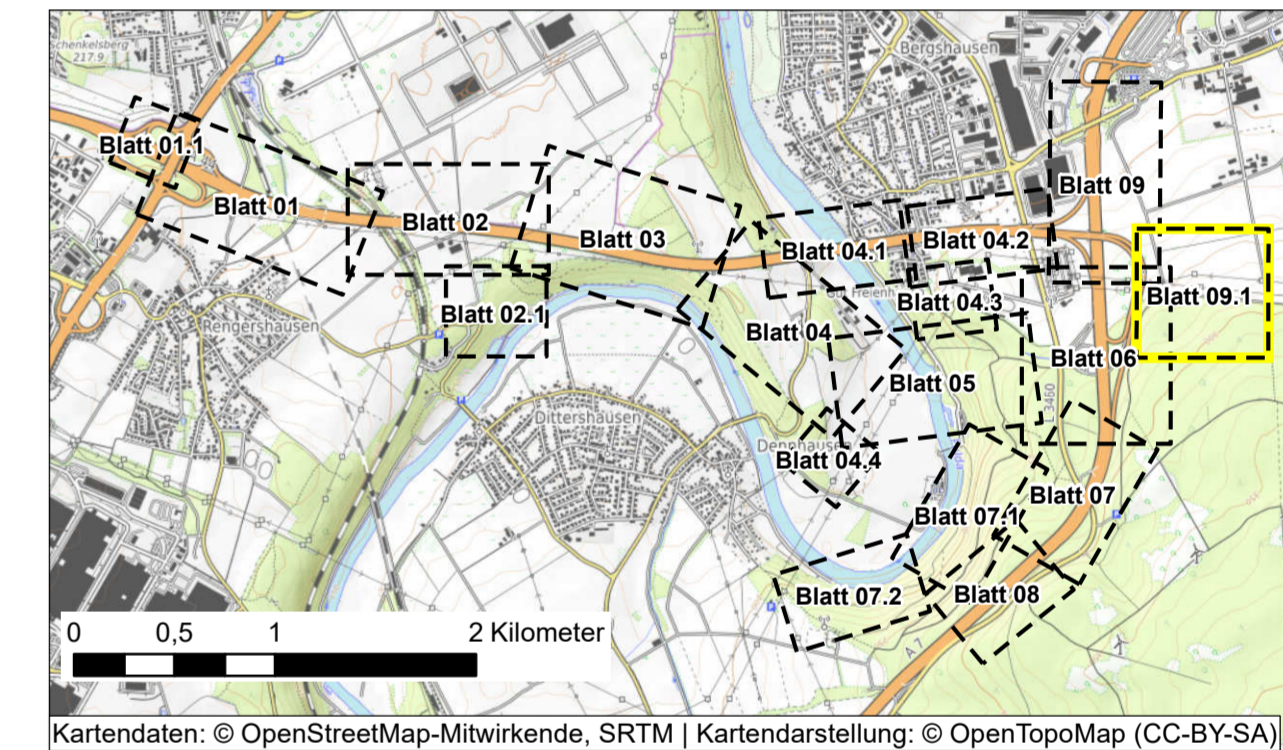 Schenkelsberg
217.9
Bergshausen
Blatt 01.1
Blatt 01
Blatt 02
Blatt 03
Blatt 04.1
Blatt 04.2
Blatt 09
Blatt 09.1
Blatt 04.3
Blatt 02.1
Rengershausen
Blatt 04
Blatt 06
Blatt 05
L 3460
Dittershausen
Dennhausen
Blatt 04.4
Blatt 07
Blatt 07.1
Blatt 07.2
Blatt 08
A 7
0 0,5 1 2 Kilometer
Kartendaten: © OpenStreetMap-Mitwirkende, SRTM | Kartendarstellung: © OpenTopoMap (CC-BY-SA)